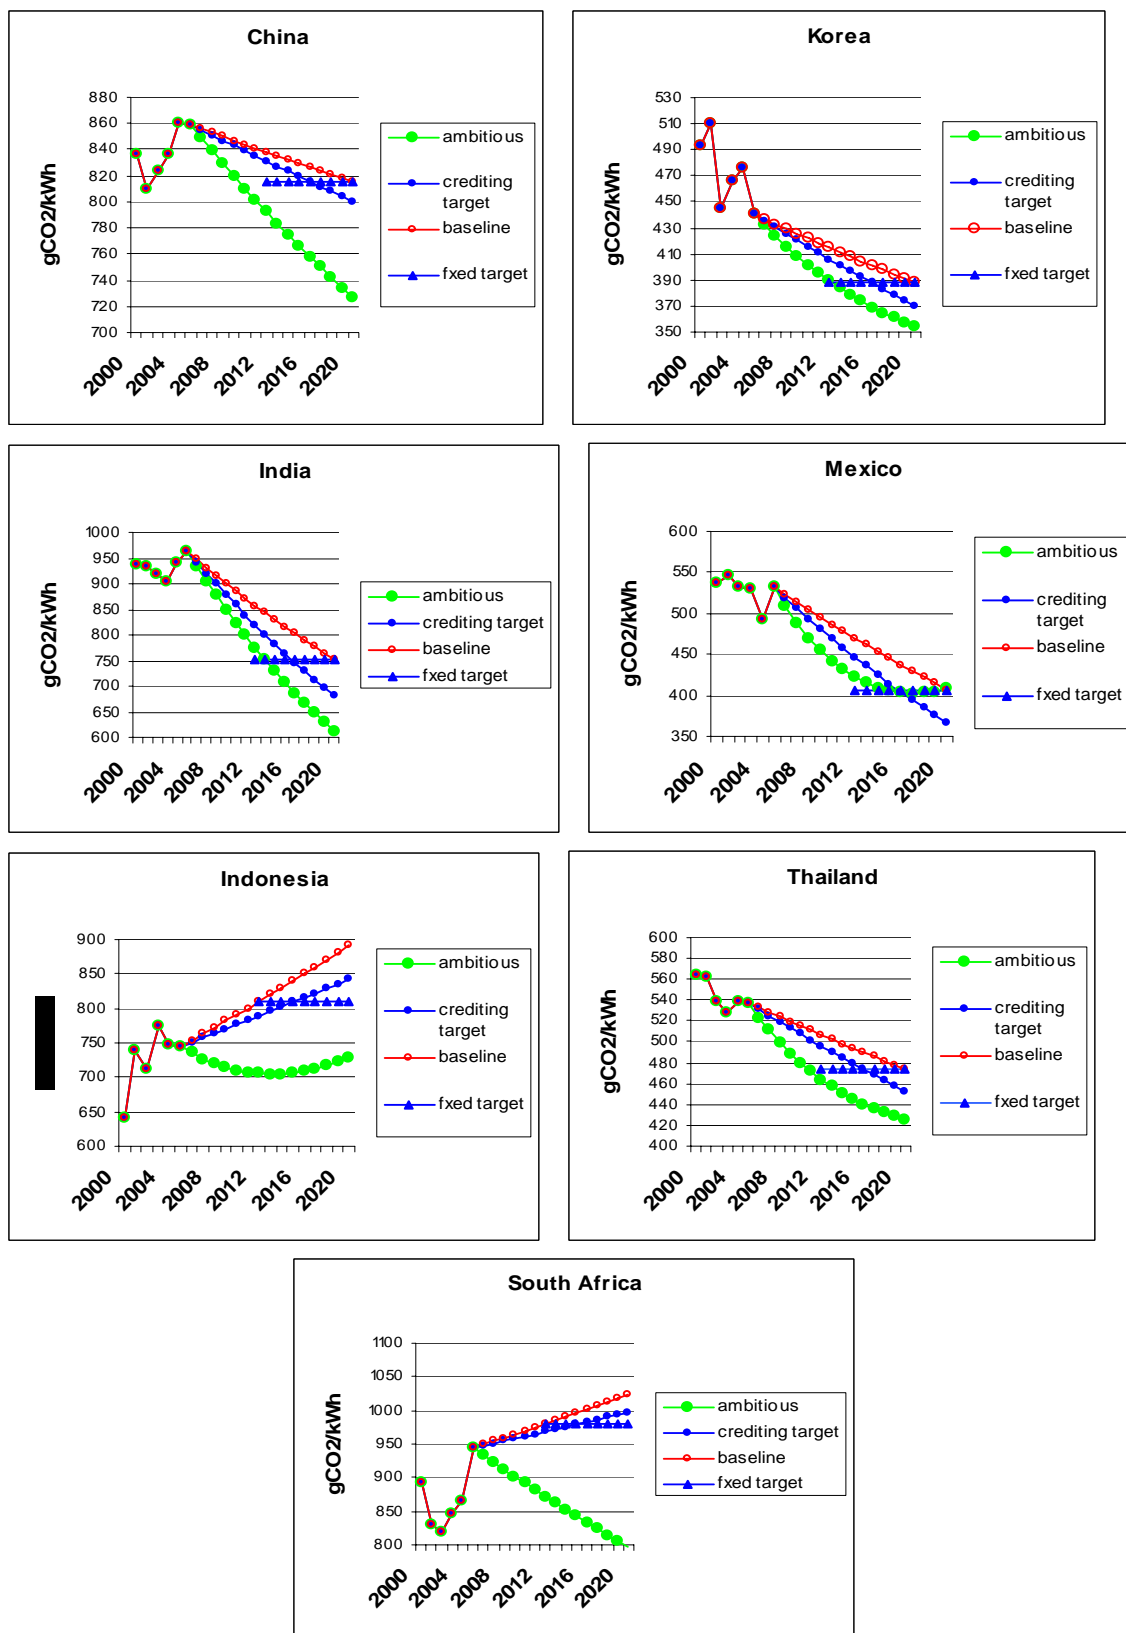 China
gCO2/kWh
880
860
840
820
800
780
760
740
720
700
2000
2004
2008
2012
2016
2020
ambitious
crediting
target
baseline
fxed target
Korea
gCO2/kWh
530
510
490
470
450
430
410
390
370
350
2000
2004
2008
2012
2016
2020
ambitious
crediting
target
baseline
fxed target
India
gCO2/kWh
1000
950
900
850
800
750
700
650
600
2000
2004
2008
2012
2016
2020
ambitious
crediting target
baseline
fxed target
Mexico
gCO2/kWh
600
550
500
450
400
350
2000
2004
2008
2012
2016
2020
ambitious
crediting
target
baseline
fxed target
Indonesia
900
850
800
750
700
650
600
2000
2004
2008
2012
2016
2020
ambitious
crediting
target
baseline
fxed target
Thailand
gCO2/kWh
600
580
560
540
520
500
480
460
440
420
400
2000
2004
2008
2012
2016
2020
ambitious
crediting
target
baseline
fxed target
South Africa
gCO2/kWh
1100
1050
1000
950
900
850
800
2000
2004
2008
2012
2016
2020
ambitious
crediting target
baseline
fxed target